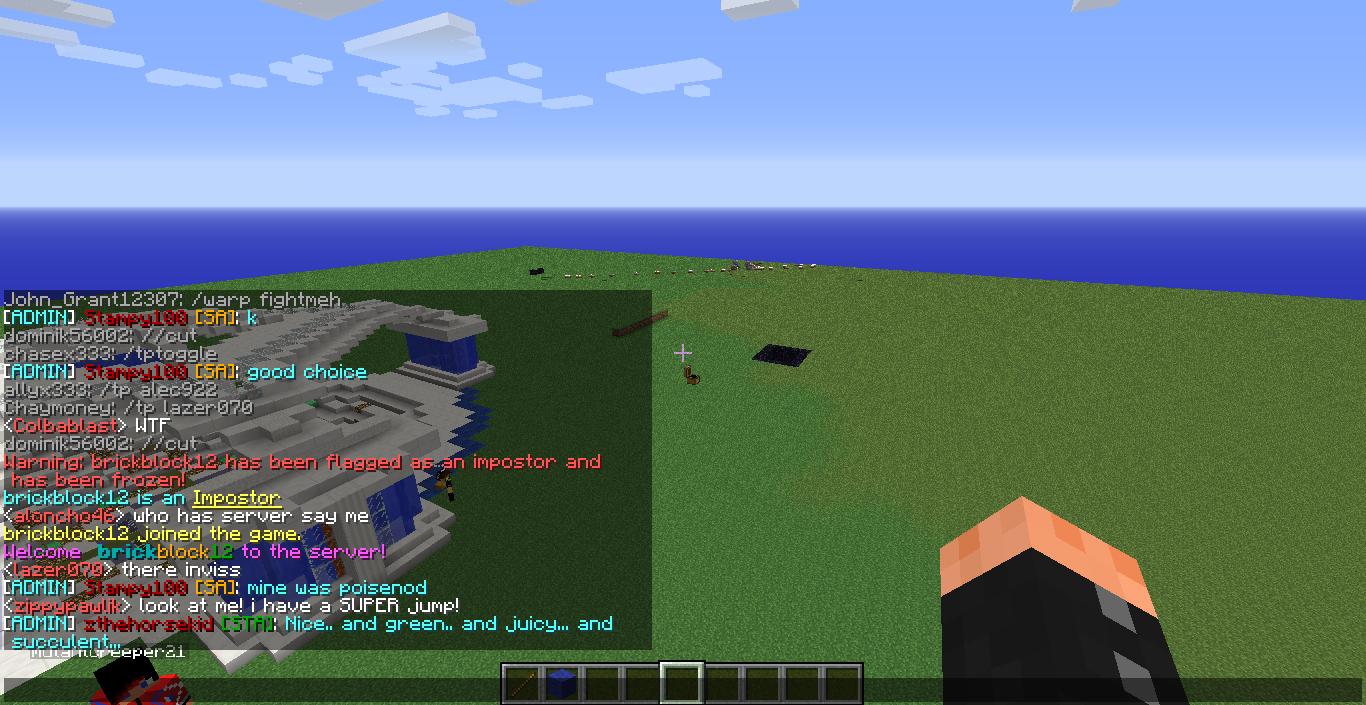 John_Grant12307: /warp fightmeh
[ADMIN] Stampy100 [SA]: k
dominik56002: //cut
chasex333: /tptoggle
[ADMIN] Stampy100 [SA]: good choice
allyx333: /tp alec922
Chaymoney: /tp lazer070
<Colbablast> WTF
dominik56002: //cut
Warning: brickblock12 has been flagged as an impostor and
has been frozen!
brickblock12 is an Impostor
<aloncho46> who has server say me
brickblock12 joined the game.
Welcome brickblock12 to the server!
<lazer070> there inviss
[ADMIN] Stampy100 [SA]: mine was poisenod
<zippypawlik> look at me! i have a SUPER jump!
[ADMIN] zthehorsekid [STA]: Nice.. and green.. and juicy... and
succulent...
MutantCreeper21